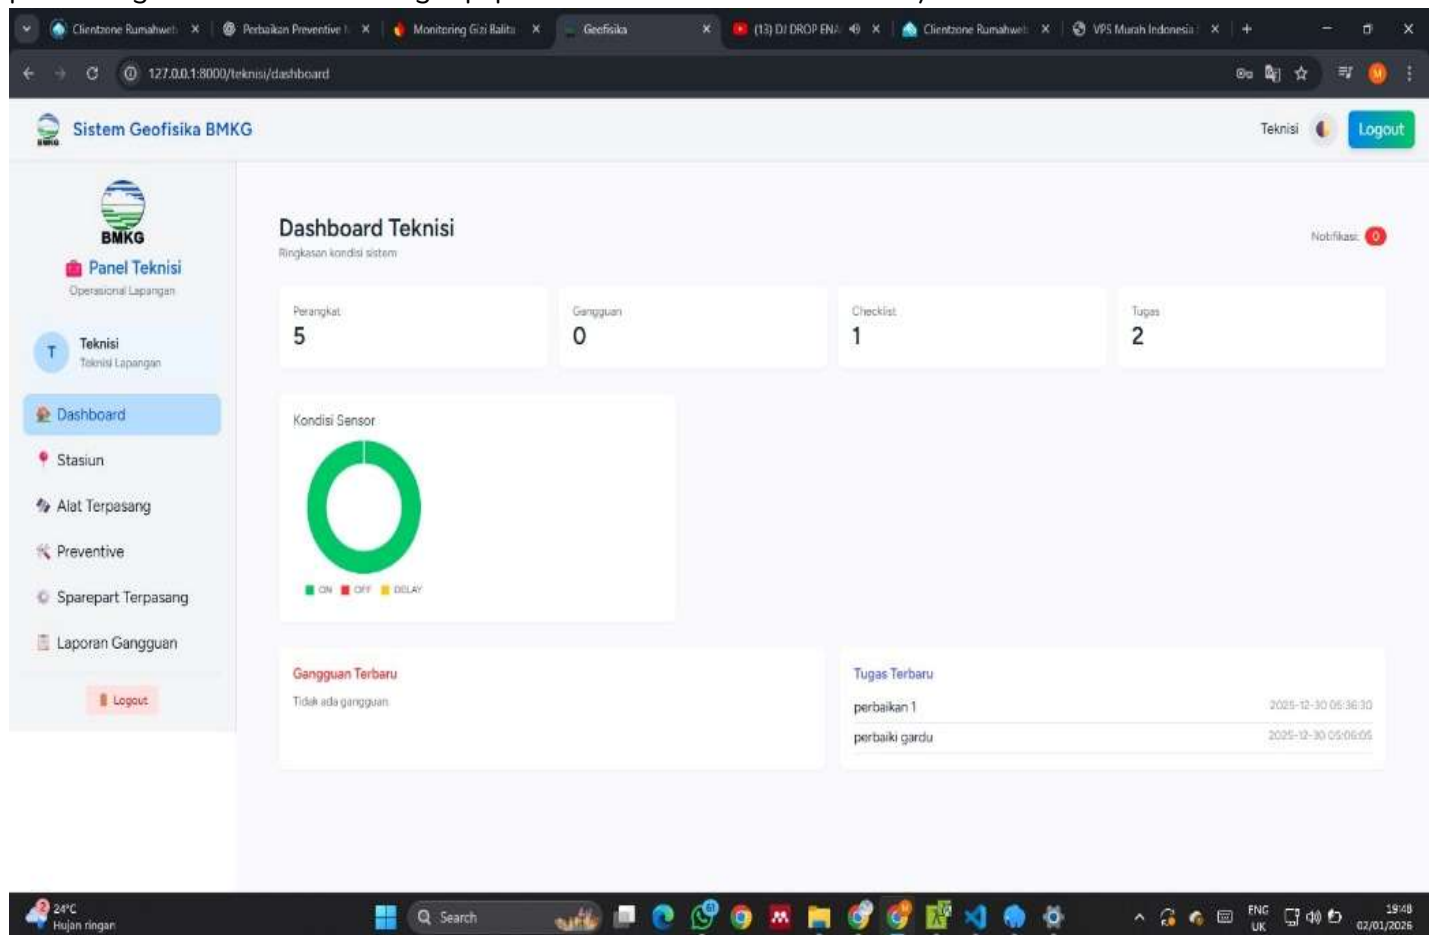 Clientzone Rumahweb
Perbaikan Preventive
Monitoring Gizi Balita
Geofisika
(13) DJ DROP ENA
Clientzone Rumahweb
VPS Murah Indonesia
127.0.0.1:8000/teknisi/dashboard
BMKG
Sistem Geofisika BMKG
Teknisi
Logout
BMKG
Panel Teknisi
Operasional Lapangan
T
Teknisi
Teknisi Lapangan
Dashboard
Stasiun
Alat Terpasang
Preventive
Sparepart Terpasang
Laporan Gangguan
Logout
Dashboard Teknisi
Ringkasan kondisi sistem
Notifikasi: 0
Perangkat
5
Gangguan
0
Checklist
1
Tugas
2
Kondisi Sensor
ON OFF DELAY
Gangguan Terbaru
Tidak ada gangguan
Tugas Terbaru
perbaikan 1 2025-12-30 05:36:30
perbaiki gardu 2025-12-30 05:06:05
2
24°C
Hujan ringan
Search
ENG
UK
19:48
02/01/2026